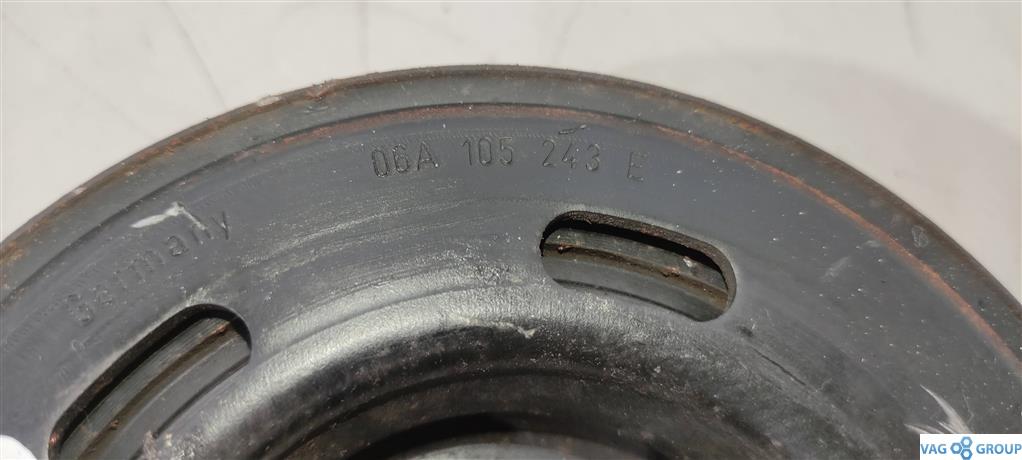 06A 105 243 E
Germany
VAG GROUP